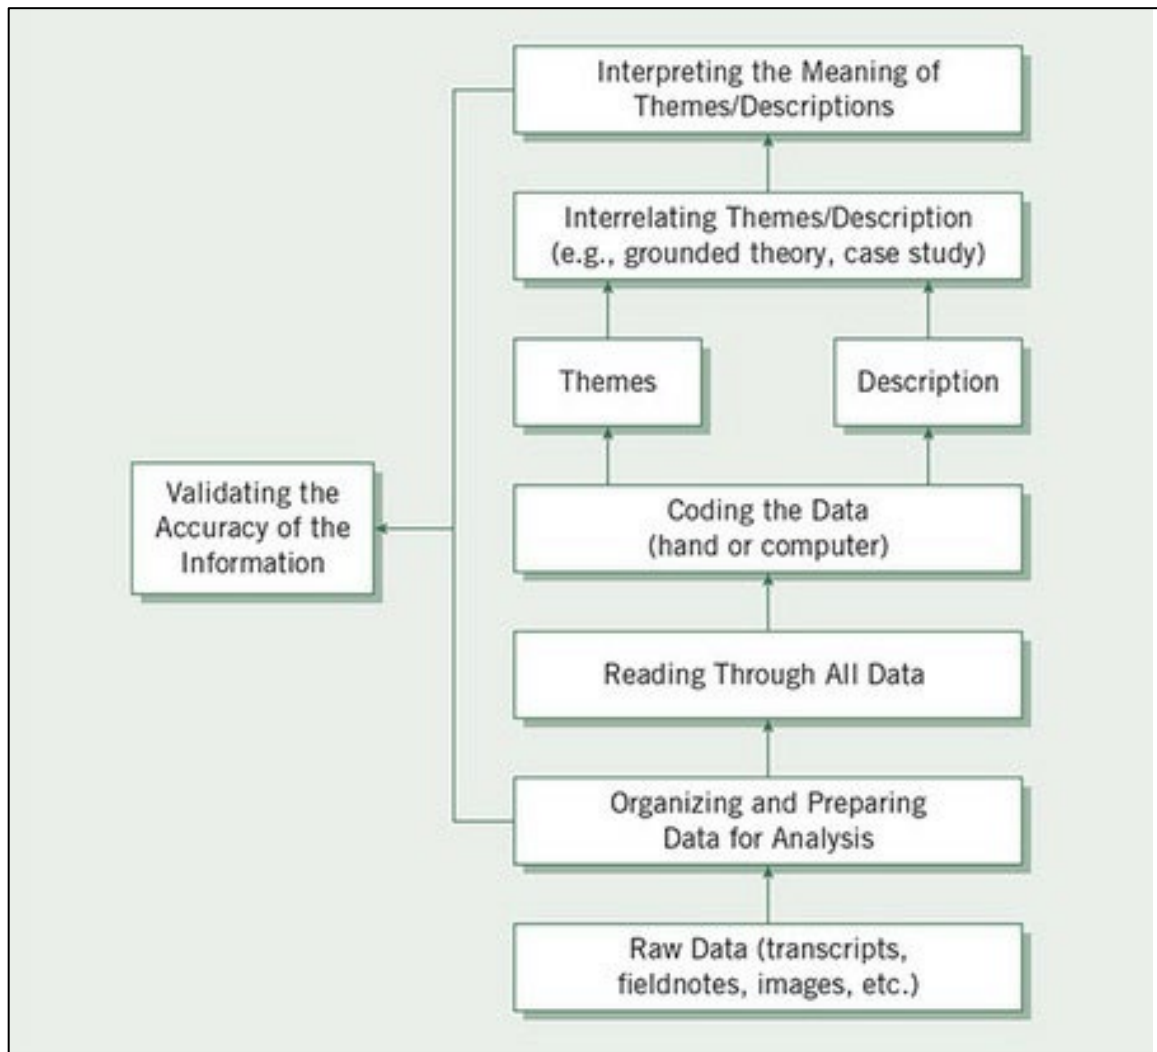 Interpreting the Meaning of
Themes/Descriptions
Interrelating Themes/Description
(e.g., grounded theory, case study)
Themes
Description
Validating the
Accuracy of the
Information
Coding the Data
(hand or computer)
Reading Through All Data
Organizing and Preparing
Data for Analysis
Raw Data (transcripts,
fieldnotes, images, etc.)